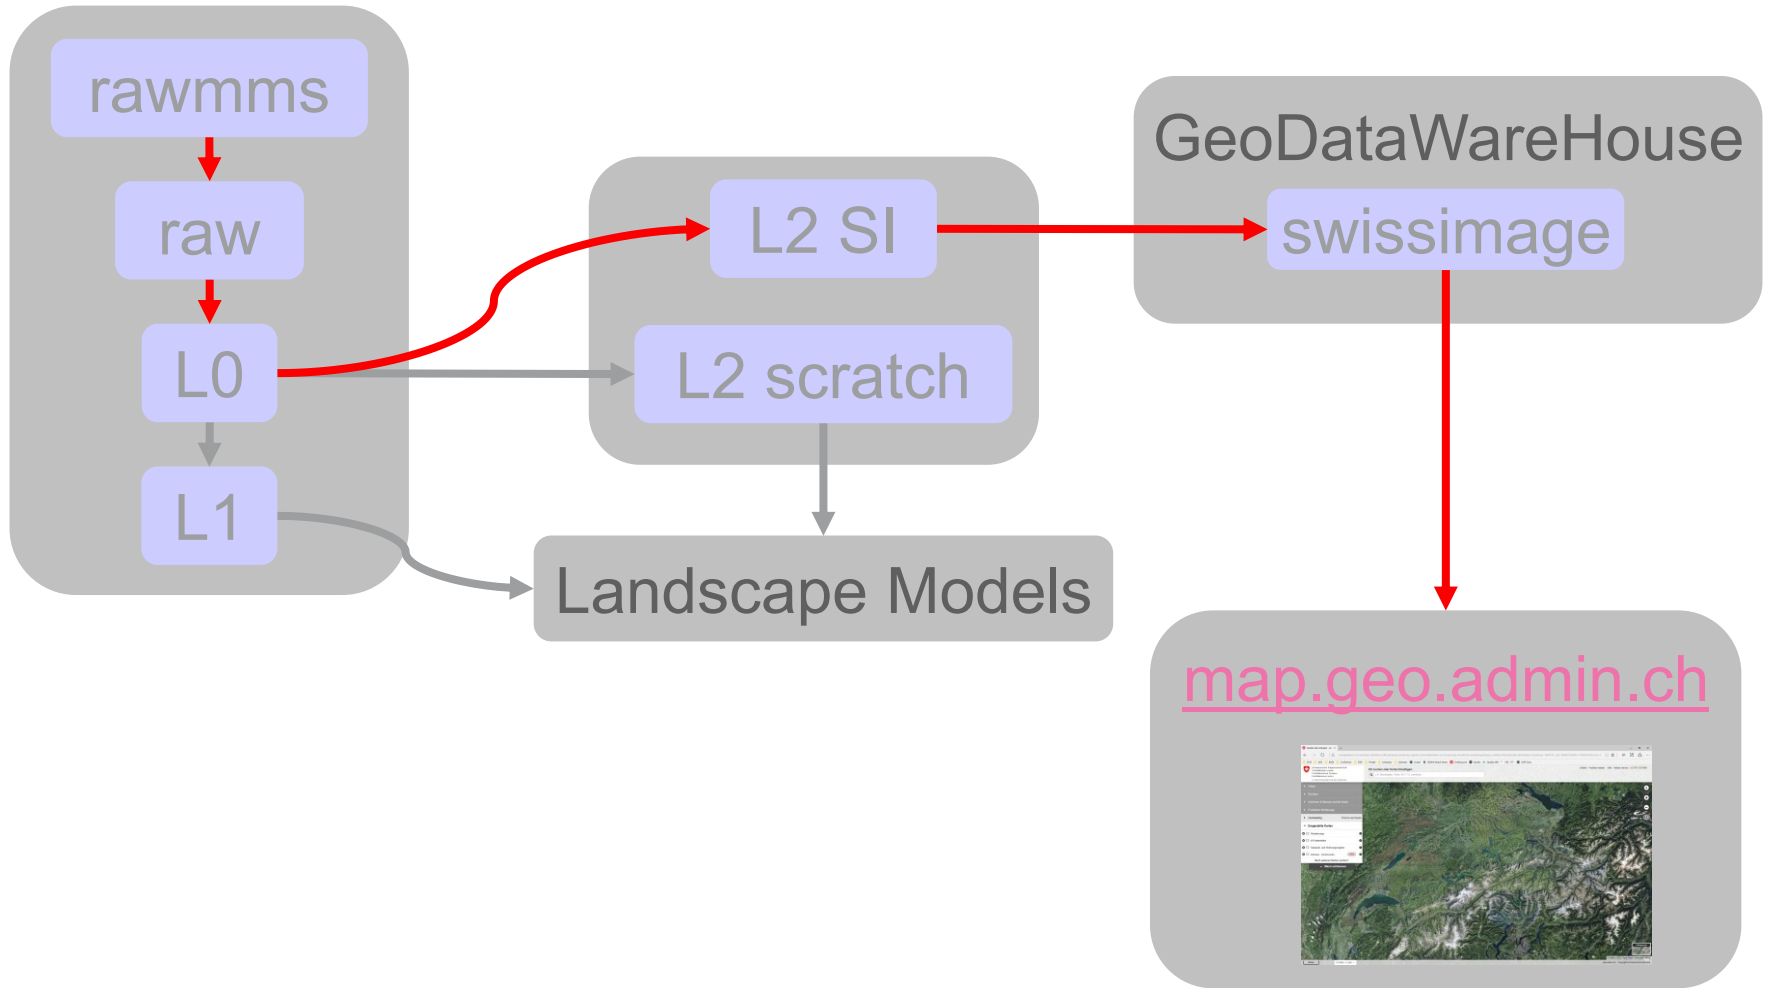 rawmms
raw
L0
L1
L2 SI
L2 scratch
Landscape Models
GeoDataWareHouse
swissimage
map.geo.admin.ch